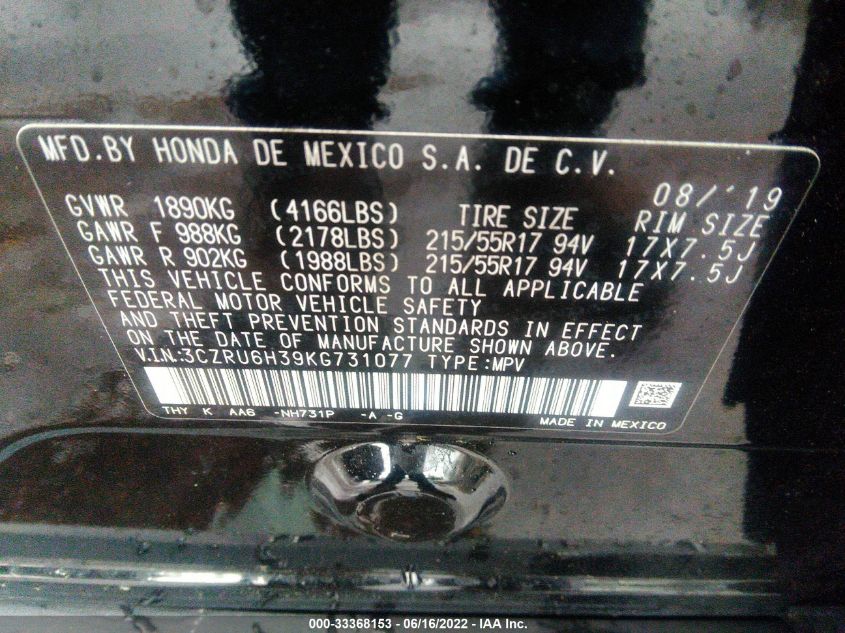 MFD.BY HONDA DE MEXICO S.A. DE C.V.
08/'19
GVWR 1890KG (4166LBS) TIRE SIZE RIM SIZE
GAWR F 988KG (2178LBS) 215/55R17 94V 17X7.5J
GAWR R 902KG (1988LBS) 215/55R17 94V 17X7.5J
THIS VEHICLE CONFORMS TO ALL APPLICABLE
FEDERAL MOTOR VEHICLE SAFETY
AND THEFT PREVENTION STANDARDS IN EFFECT
ON THE DATE OF MANUFACTURE SHOWN ABOVE.
V.I.N:3CZRU6H39KG731077 TYPE:MPV
THY K AA6 -NH731P -A -G
MADE IN MEXICO
000-33368153 - 06/16/2022 - IAA Inc.